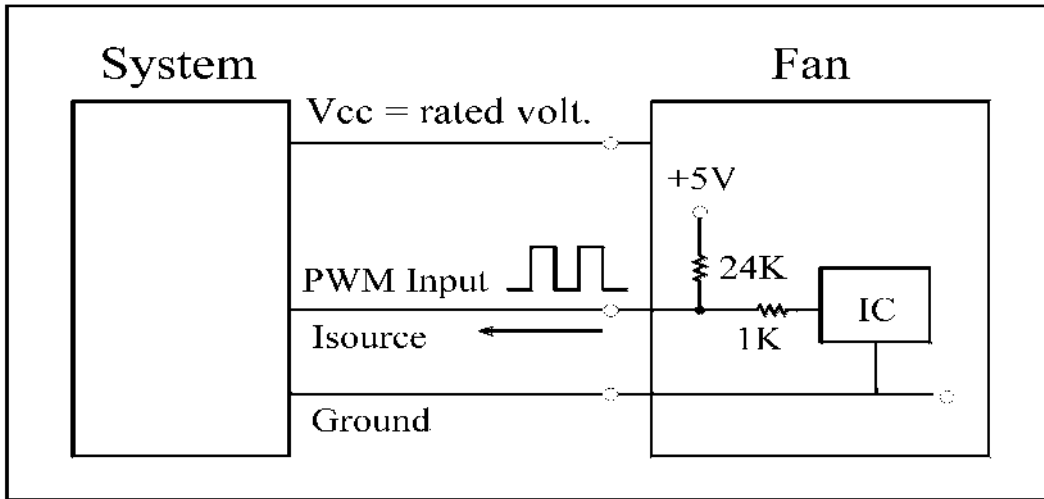 System
Fan
Vcc = rated volt.
+5V
24K
PWM Input
IC
1K
Isource
Ground